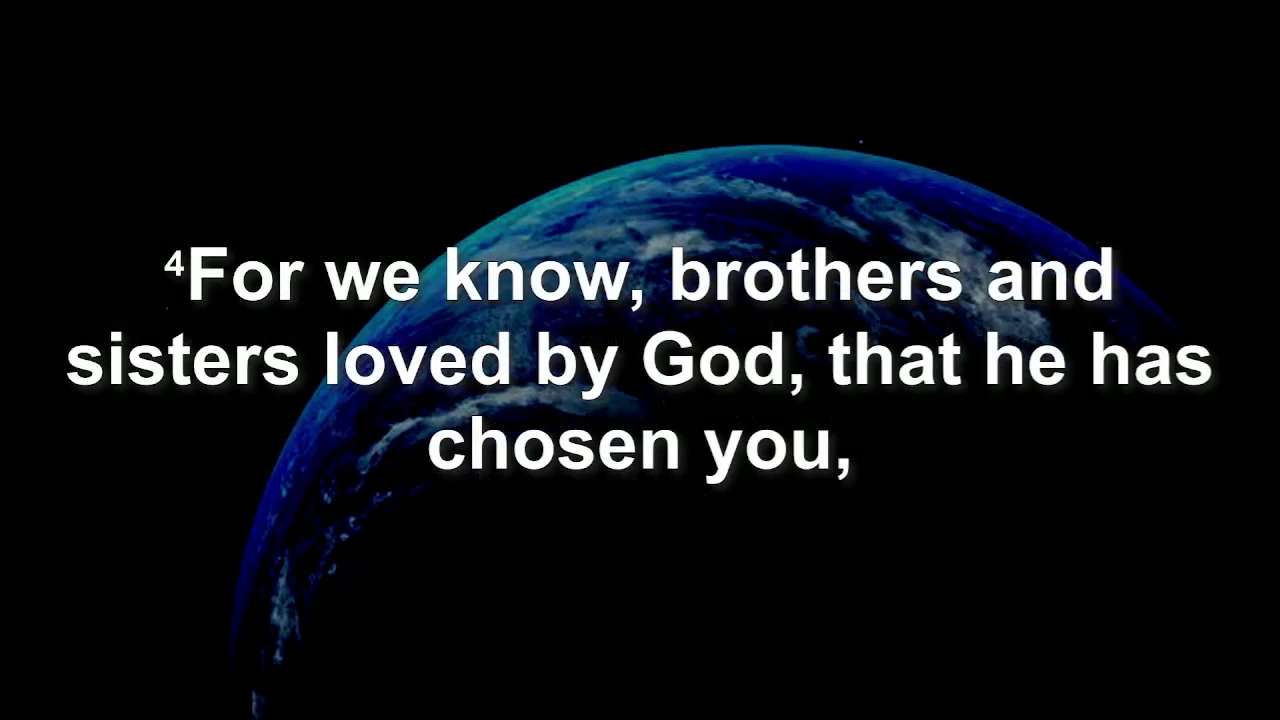 ⁴For we know, brothers and
sisters loved by God, that he has
chosen you,